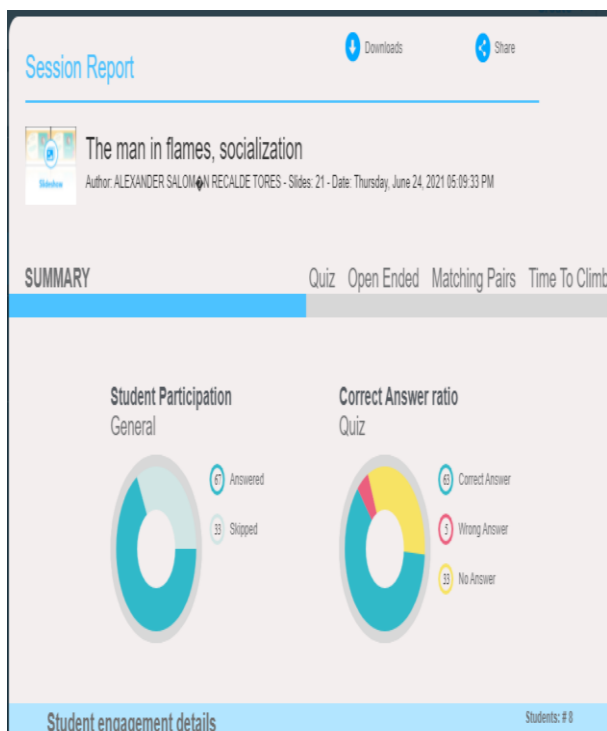 Downloads
Share
Session Report
Slideshow
The man in flames, socialization
Author: ALEXANDER SALOM�N RECALDE TORES - Slides: 21 - Date: Thursday, June 24, 2021 05:09:33 PM
SUMMARY
Quiz Open Ended Matching Pairs Time To Climb
Student Participation
General
67 Answered
33 Skipped
Correct Answer ratio
Quiz
63 Correct Answer
5 Wrong Answer
33 No Answer
Student engagement details
Students: # 8